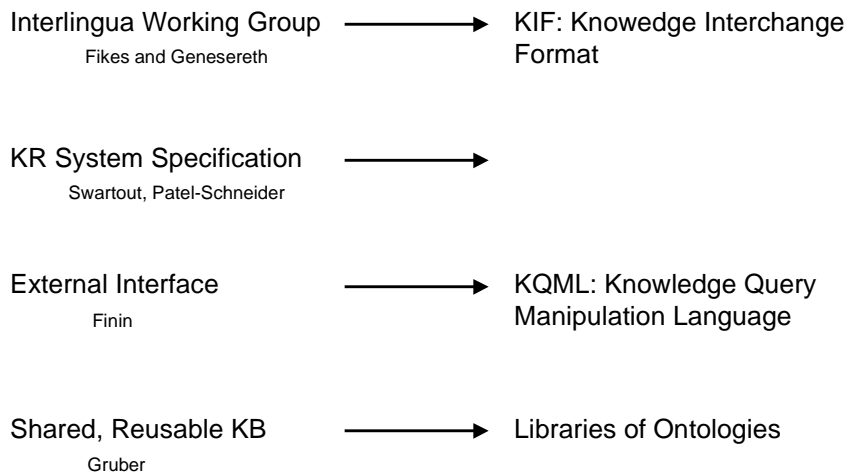 Interlingua Working Group
Fikes and Genesereth
KIF: Knowedge Interchange
Format
KR System Specification
Swartout, Patel-Schneider
External Interface
Finin
KQML: Knowledge Query
Manipulation Language
Shared, Reusable KB
Gruber
Libraries of Ontologies